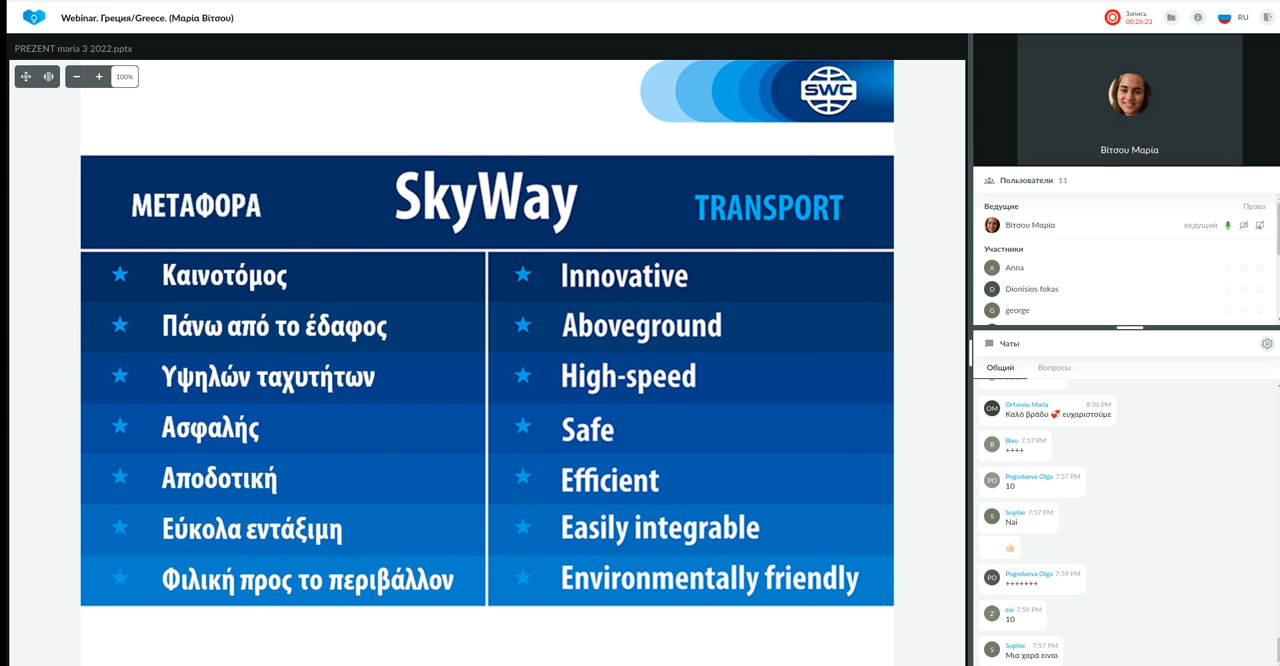 Webinar. Греция/Greece. (Μαρία Βίτσου)
Запись
00:26:23
RU
PREZENT maria 3 2022.pptx
100%
SWC
ΜΕΤΑΦΟΡΑ SkyWay TRANSPORT
Καινοτόμος Innovative
Πάνω από το έδαφος Aboveground
Υψηλών ταχυτήτων High-speed
Ασφαλής Safe
Αποδοτική Efficient
Εύκολα εντάξιμη Easily integrable
Φιλική προς το περιβάλλον Environmentally friendly
Βίτσου Μαρία
Пользователи 11
Ведущие Права
Βίτσου Μαρία ведущий
Участники
A Anna
D Dionisios fokas
G george
Чаты
Общий Вопросы
OM Orfanou Maria 8:36 PM
Καλό βράδυ 💞 ευχαριστούμε
B Bixu 7:57 PM
++++
PO Pogodaeva Olga 7:57 PM
10
S Sophie 7:57 PM
Nai
👍🏻
PO Pogodaeva Olga 7:59 PM
+++++++
Z zoi 7:59 PM
10
S Sophie 7:57 PM
Μια χαρά ειναι